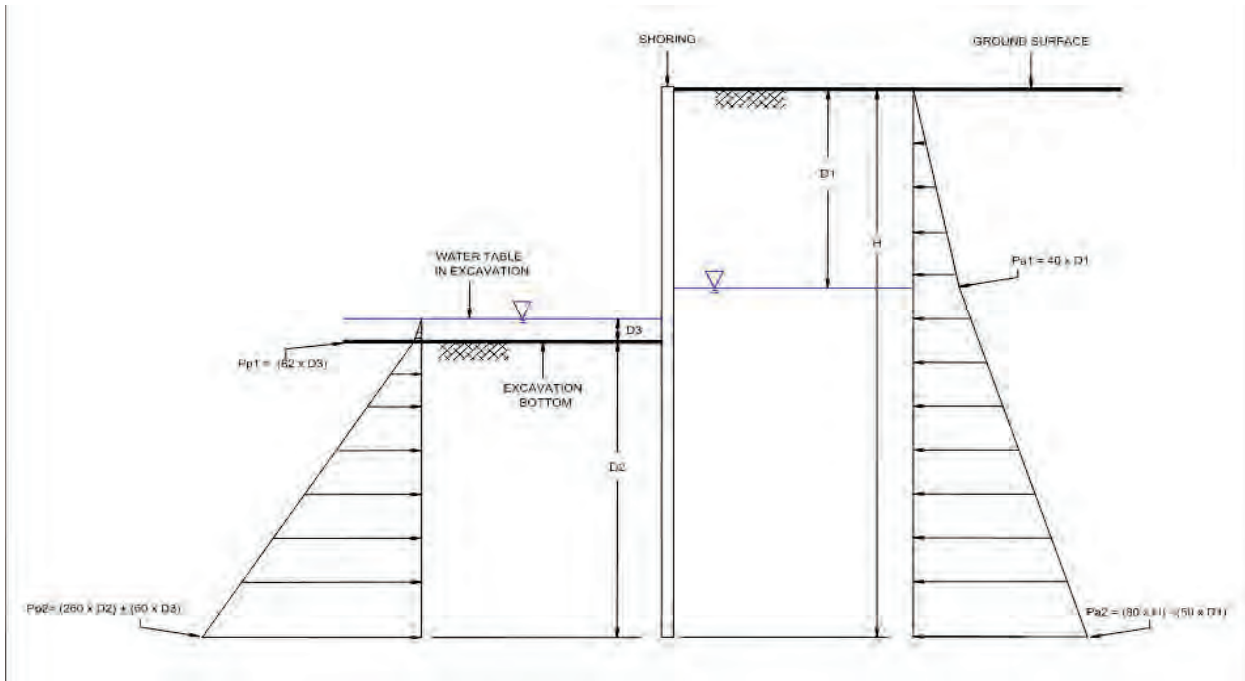 SHORING
GROUND SURFACE
D1
H
WATER TABLE
IN EXCAVATION
Pa1 = 40 x D1
D3
Pp1 = (62 x D3)
EXCAVATION
BOTTOM
D2
Pp2= (260 x D2) + (60 x D3)
Pa2 =